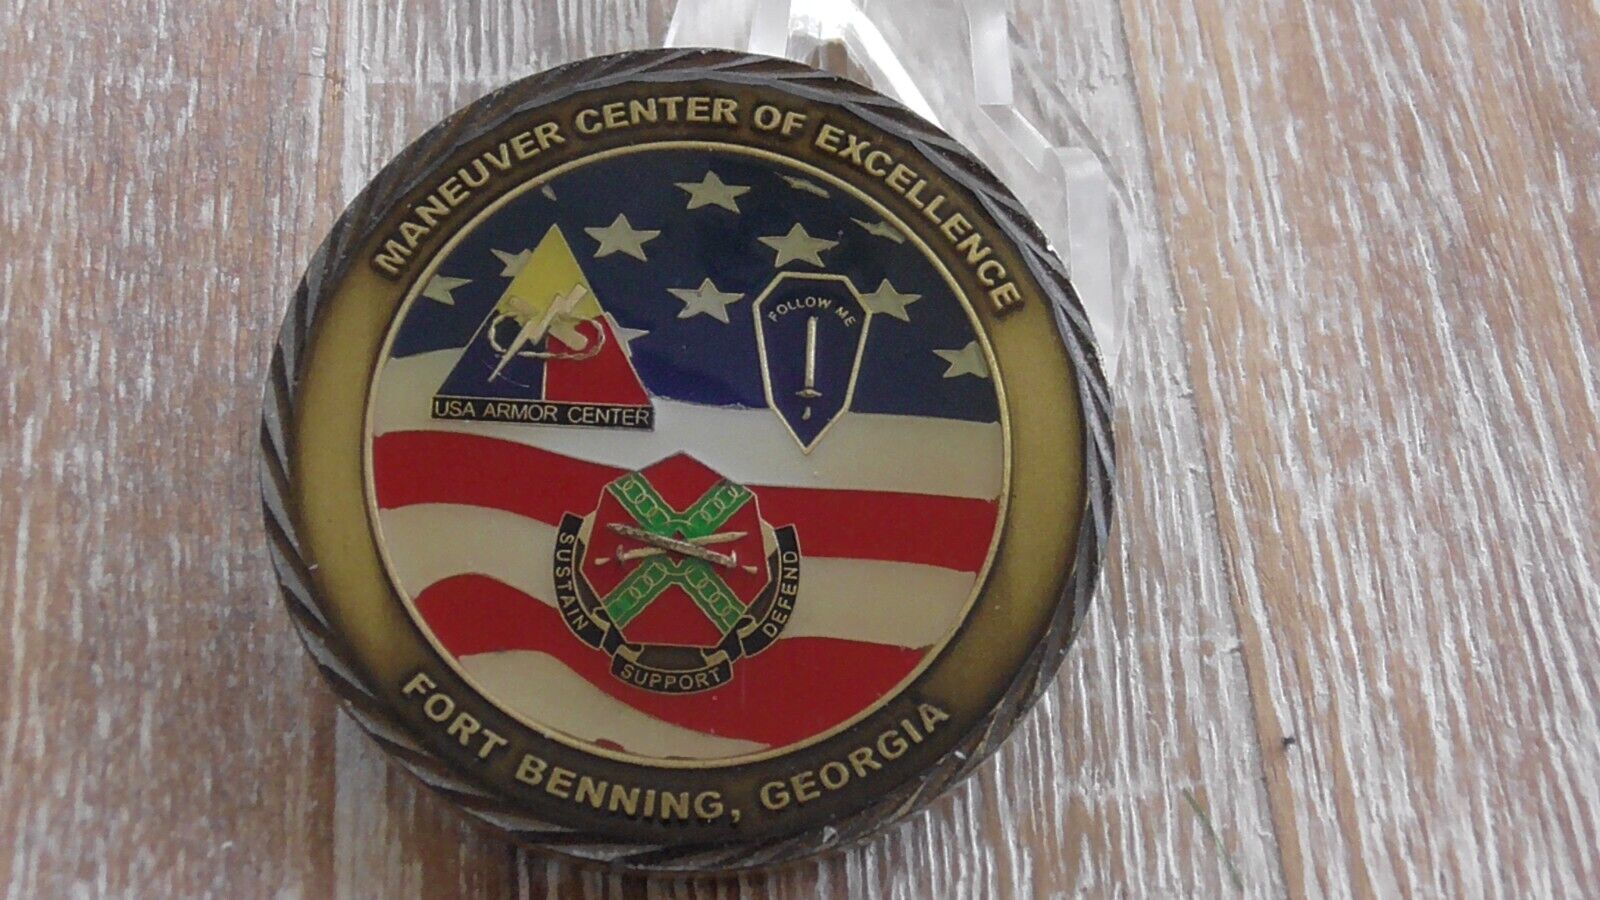 MANEUVER CENTER OF EXCELLENCE
FOLLOW ME
USA ARMOR CENTER
SUSTAIN
SUPPORT
DEFEND
FORT BENNING, GEORGIA